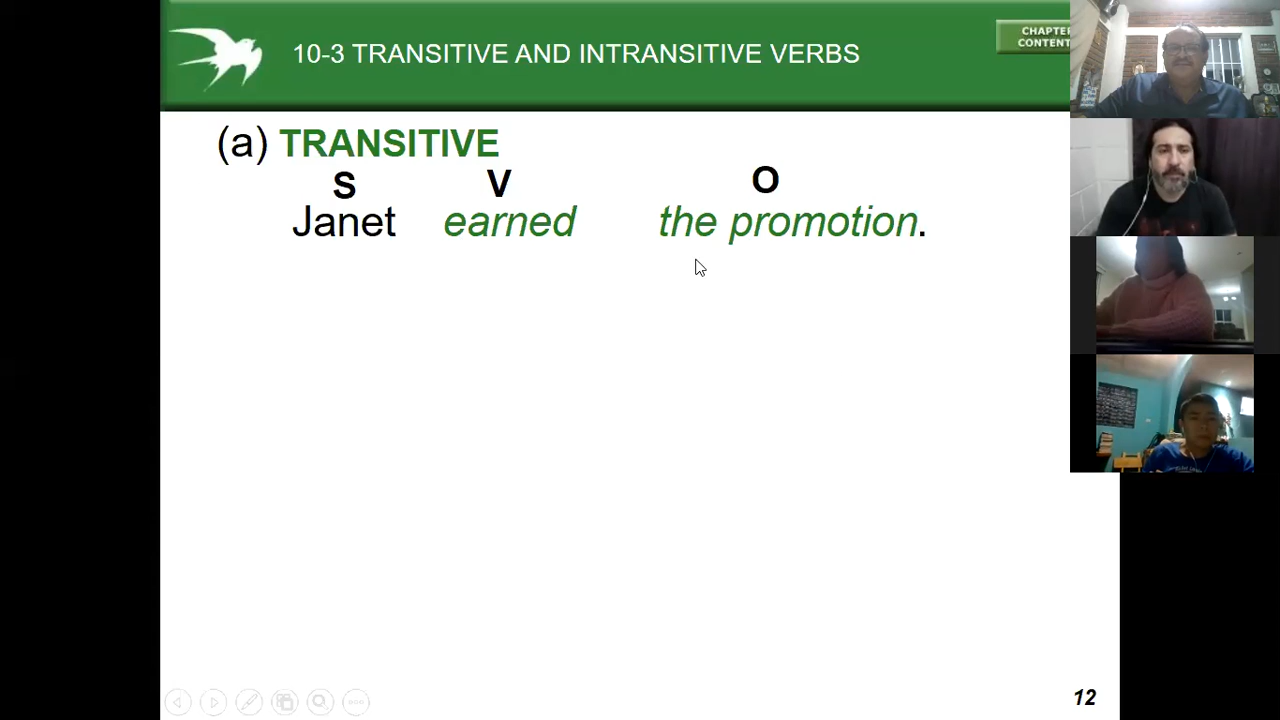 10-3 TRANSITIVE AND INTRANSITIVE VERBS
CHAPTER
CONTENT
(a) TRANSITIVE
S V O
Janet earned the promotion.
12